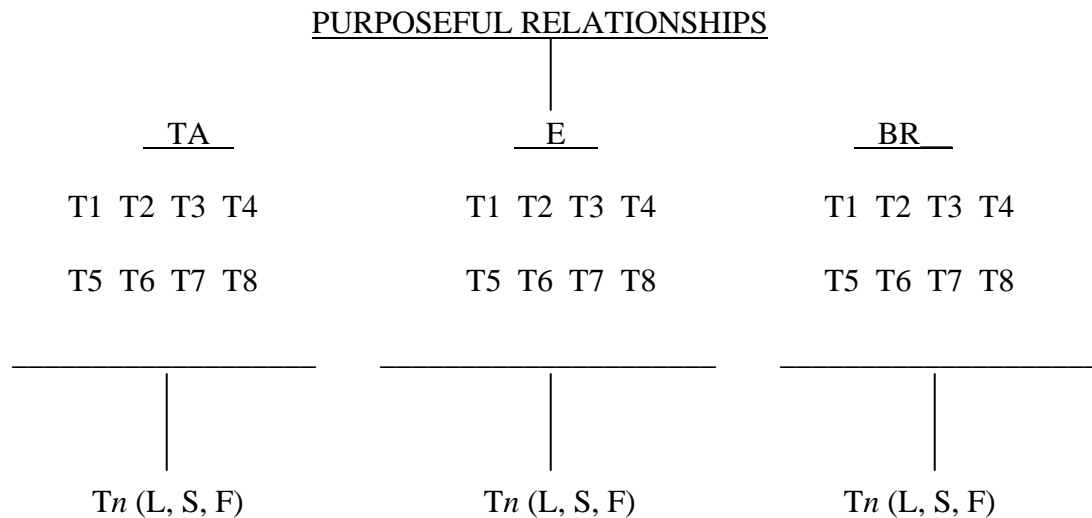 PURPOSEFUL RELATIONSHIPS
TA E BR__
T1 T2 T3 T4 T1 T2 T3 T4 T1 T2 T3 T4
T5 T6 T7 T8 T5 T6 T7 T8 T5 T6 T7 T8
Tn (L, S, F) Tn (L, S, F) Tn (L, S, F)